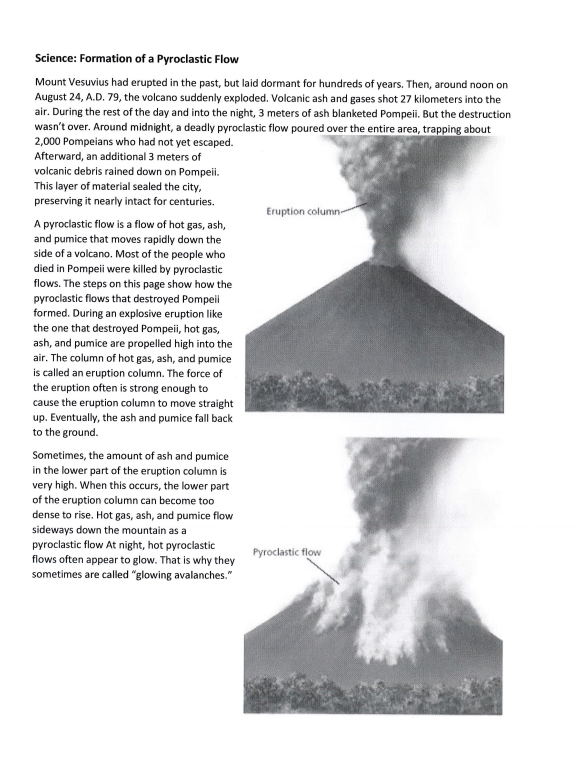 Science: Formation of a Pyroclastic Flow
Mount Vesuvius had erupted in the past, but laid dormant for hundreds of years. Then, around noon on
August 24, A.D. 79, the volcano suddenly exploded. Volcanic ash and gases shot 27 kilometers into the
air. During the rest of the day and into the night, 3 meters of ash blanketed Pompeii. But the destruction
wasn't over. Around midnight, a deadly pyroclastic flow poured over the entire area, trapping about
2,000 Pompeians who had not yet escaped.
Afterward, an additional 3 meters of
volcanic debris rained down on Pompeii.
This layer of material sealed the city,
preserving it nearly intact for centuries.
A pyroclastic flow is a flow of hot gas, ash,
and pumice that moves rapidly down the
side of a volcano. Most of the people who
died in Pompeii were killed by pyroclastic
flows. The steps on this page show how the
pyroclastic flows that destroyed Pompeii
formed. During an explosive eruption like
the one that destroyed Pompeii, hot gas,
ash, and pumice are propelled high into the
air. The column of hot gas, ash, and pumice
is called an eruption column. The force of
the eruption often is strong enough to
cause the eruption column to move straight
up. Eventually, the ash and pumice fall back
to the ground.
Eruption column
Sometimes, the amount of ash and pumice
in the lower part of the eruption column is
very high. When this occurs, the lower part
of the eruption column can become too
dense to rise. Hot gas, ash, and pumice flow
sideways down the mountain as a
pyroclastic flow At night, hot pyroclastic
flows often appear to glow. That is why they
sometimes are called "glowing avalanches."
Pyroclastic flow